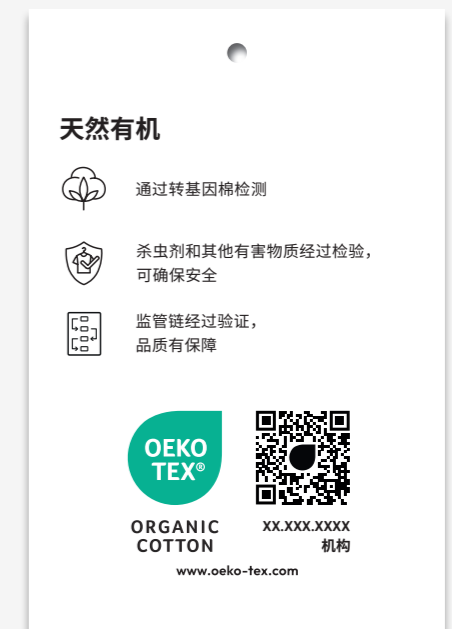 天然有机
通过转基因棉检测
杀虫剂和其他有害物质经过检验，
可确保安全
监管链经过验证，
品质有保障
OEKO
TEX®
ORGANIC
COTTON
XX.XXX.XXXX
机构
www.oeko-tex.com